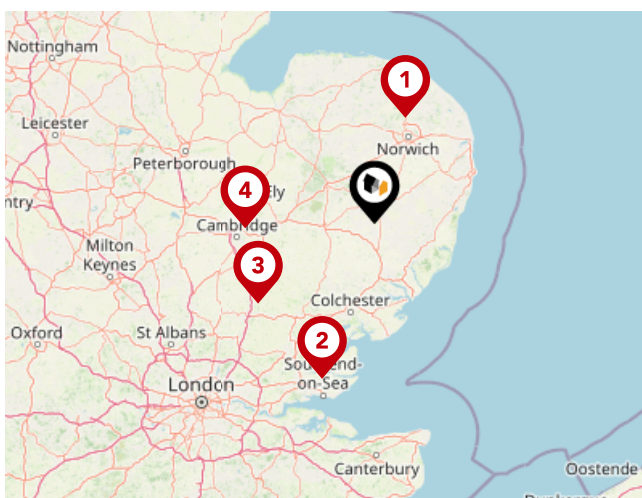 Nottingham
1
Leicester
Norwich
Peterborough
4
Ely
ntry
Cambridge
Milton
Keynes
3
Colchester
Oxford
St Albans
2
Southend-
on-Sea
London
Canterbury
Oostende